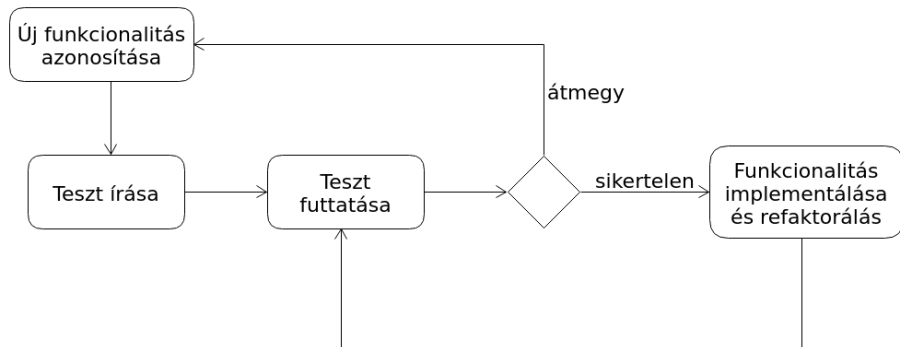 Új funkcionalitás
azonosítása
átmegy
Teszt írása
Teszt
futtatása
sikertelen
Funkcionalitás
implementálása
és refaktorálás